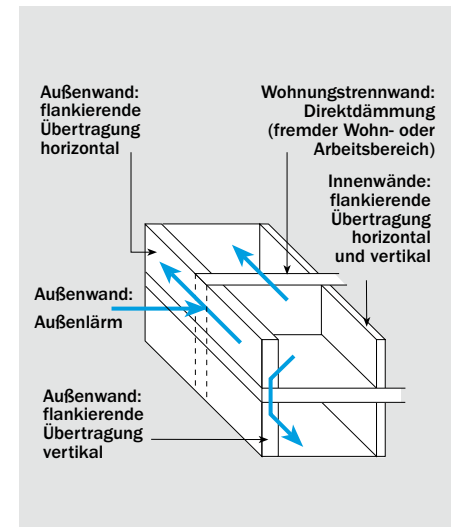 Außenwand:
flankierende
Übertragung
horizontal
Wohnungstrennwand:
Direktdämmung
(fremder Wohn- oder
Arbeitsbereich)
Innenwände:
flankierende
Übertragung
horizontal
und vertikal
Außenwand:
Außenlärm
Außenwand:
flankierende
Übertragung
vertikal